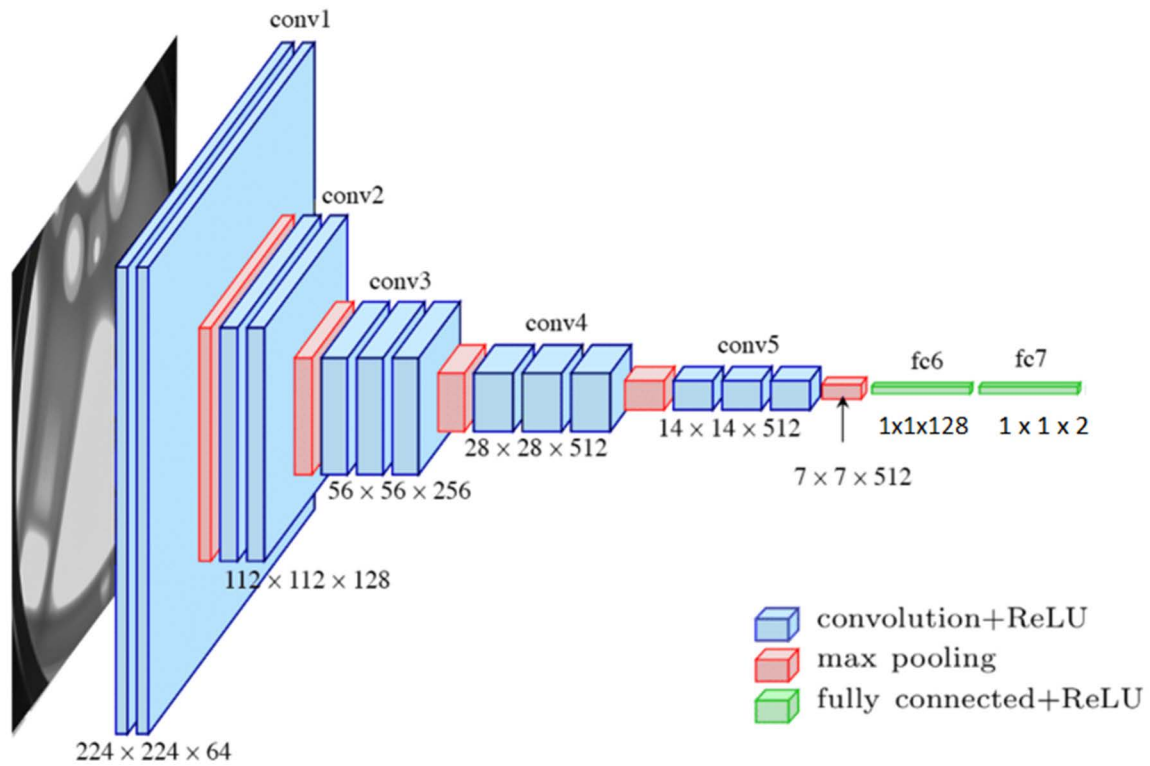 conv1
conv2
conv3
conv4
conv5
fc6
fc7
1x1x128
1 x 1 x 2
14 × 14 × 512
28 × 28 × 512
7 × 7 × 512
56 × 56 × 256
112 × 112 × 128
224 × 224 × 64
convolution+ReLU
max pooling
fully connected+ReLU